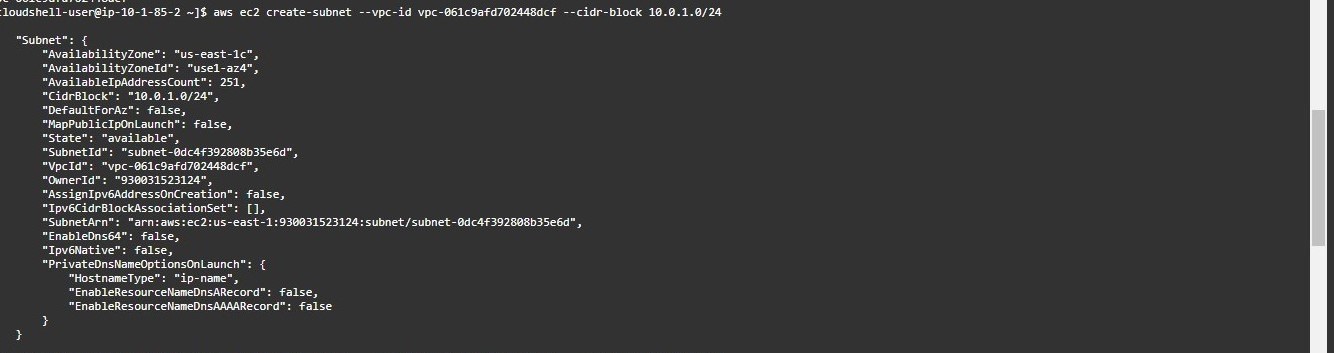 cloudshell-user@ip-10-1-85-2 ~]$ aws ec2 create-subnet --vpc-id vpc-061c9afd702448dcf --cidr-block 10.0.1.0/24
"Subnet": {
"AvailabilityZone": "us-east-1c",
"AvailabilityZoneId": "use1-az4",
"AvailableIpAddressCount": 251,
"CidrBlock": "10.0.1.0/24",
"DefaultForAz": false,
"MapPublicIpOnLaunch": false,
"State": "available",
"SubnetId": "subnet-0dc4f392808b35e6d",
"VpcId": "vpc-061c9afd702448dcf",
"OwnerId": "930031523124",
"AssignIpv6AddressOnCreation": false,
"Ipv6CidrBlockAssociationSet": [],
"SubnetArn": "arn:aws:ec2:us-east-1:930031523124:subnet/subnet-0dc4f392808b35e6d",
"EnableDns64": false,
"Ipv6Native": false,
"PrivateDnsNameOptionsOnLaunch": {
"HostnameType": "ip-name",
"EnableResourceNameDnsARecord": false,
"EnableResourceNameDnsAAAARecord": false
}
}